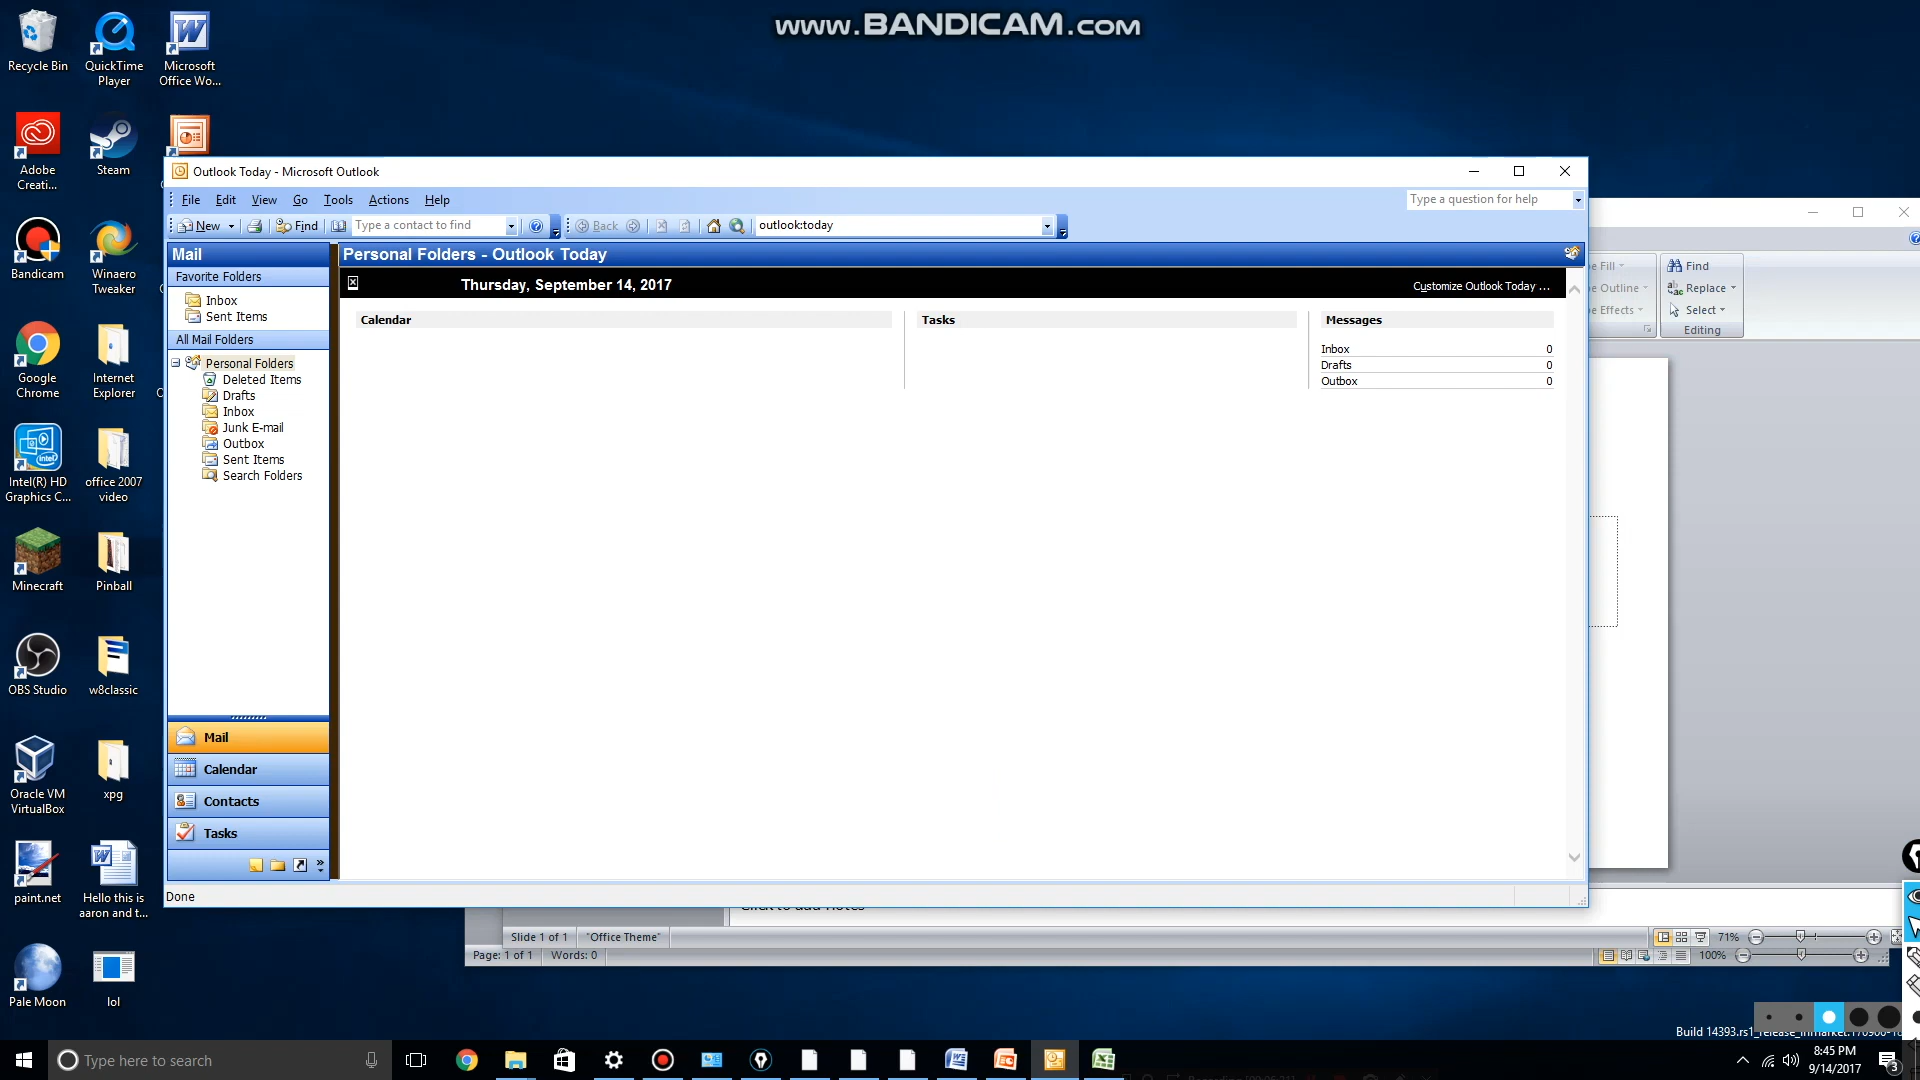 www.BANDICAM.com
Recycle Bin
QuickTime
Player
Microsoft
Office Wo...
Adobe
Creati...
Steam
Bandicam
Winaero
Tweaker
Google
Chrome
Internet
Explorer
Intel(R) HD
Graphics C...
office 2007
video
Minecraft
Pinball
OBS Studio
w8classic
Oracle VM
VirtualBox
xpg
paint.net
Hello this is
aaron and t...
Pale Moon
lol
Outlook Today - Microsoft Outlook
File Edit View Go Tools Actions Help
Type a question for help
New Find Type a contact to find Back outlook:today
Mail
Favorite Folders
Inbox
Sent Items
All Mail Folders
Personal Folders
Deleted Items
Drafts
Inbox
Junk E-mail
Outbox
Sent Items
Search Folders
Mail
Calendar
Contacts
Tasks
Done
Personal Folders - Outlook Today
Thursday, September 14, 2017
Customize Outlook Today ...
Calendar
Tasks
Messages
Inbox 0
Drafts 0
Outbox 0
Fill
Outline
Effects
Find
Replace
Select
Editing
Slide 1 of 1 "Office Theme" 71%
Page: 1 of 1 Words: 0 100%
Type here to search
8:45 PM
9/14/2017
3